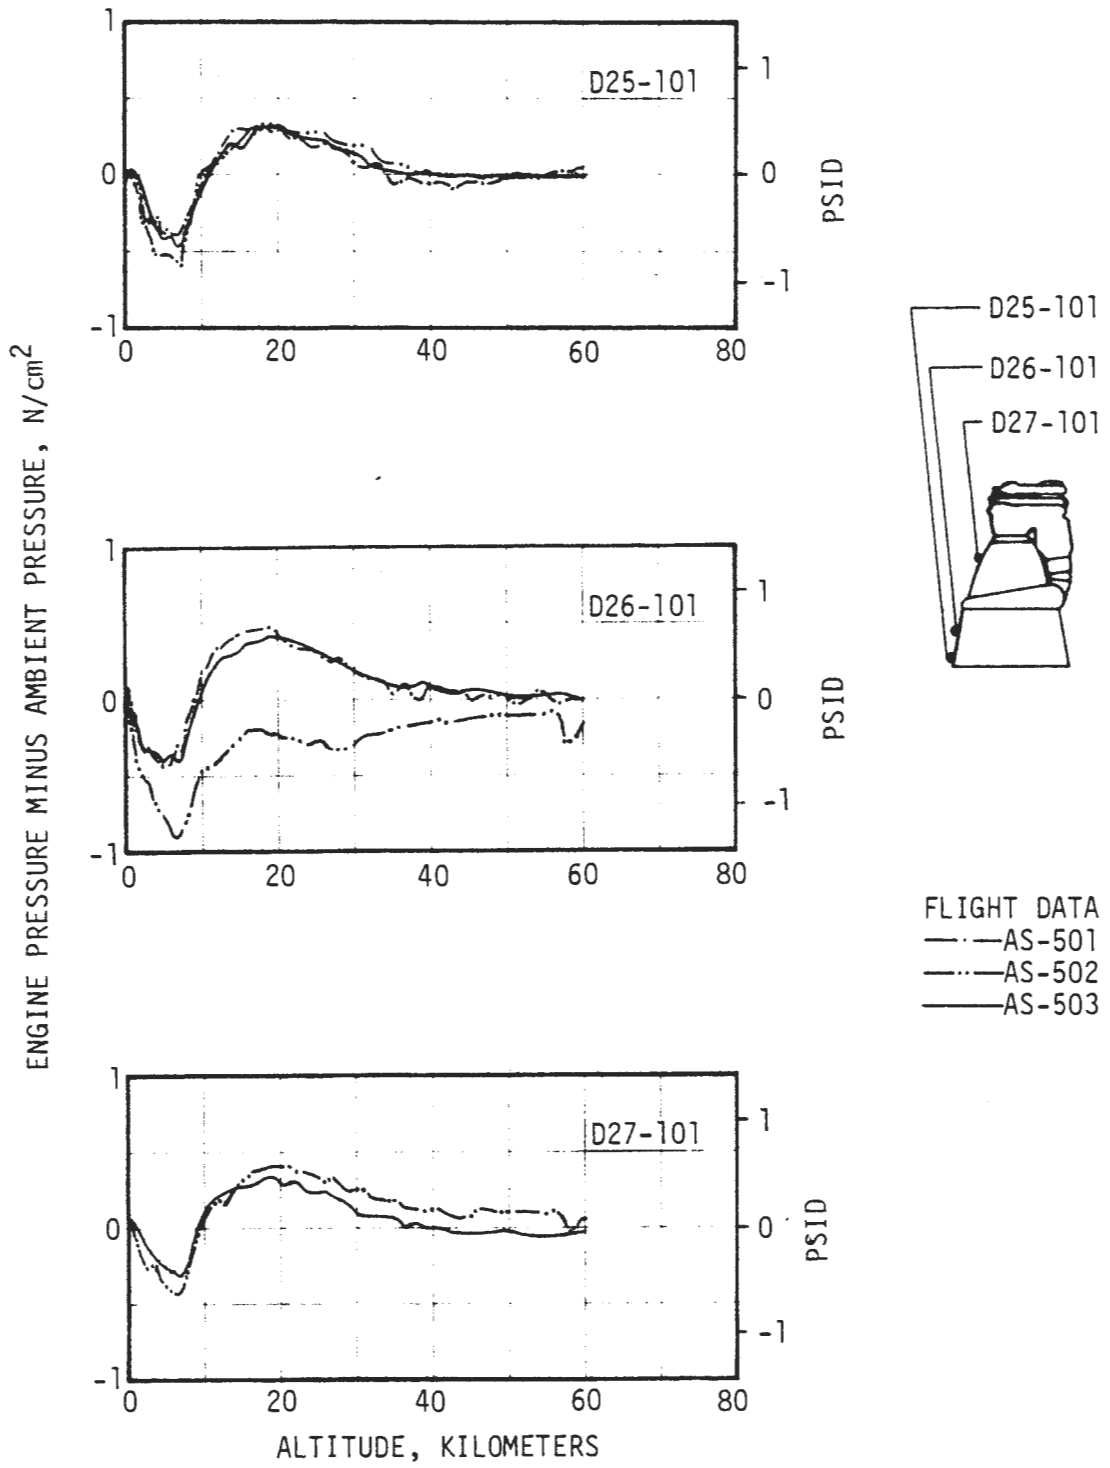 ENGINE PRESSURE MINUS AMBIENT PRESSURE, N/cm2
1
0
-1
0 20 40 60 80
D25-101
1
0
-1
PSID
1
0
-1
0 20 40 60 80
D26-101
1
0
-1
PSID
1
0
-1
0 20 40 60 80
D27-101
1
0
-1
PSID
ALTITUDE, KILOMETERS
D25-101
D26-101
D27-101
FLIGHT DATA
AS-501
AS-502
AS-503